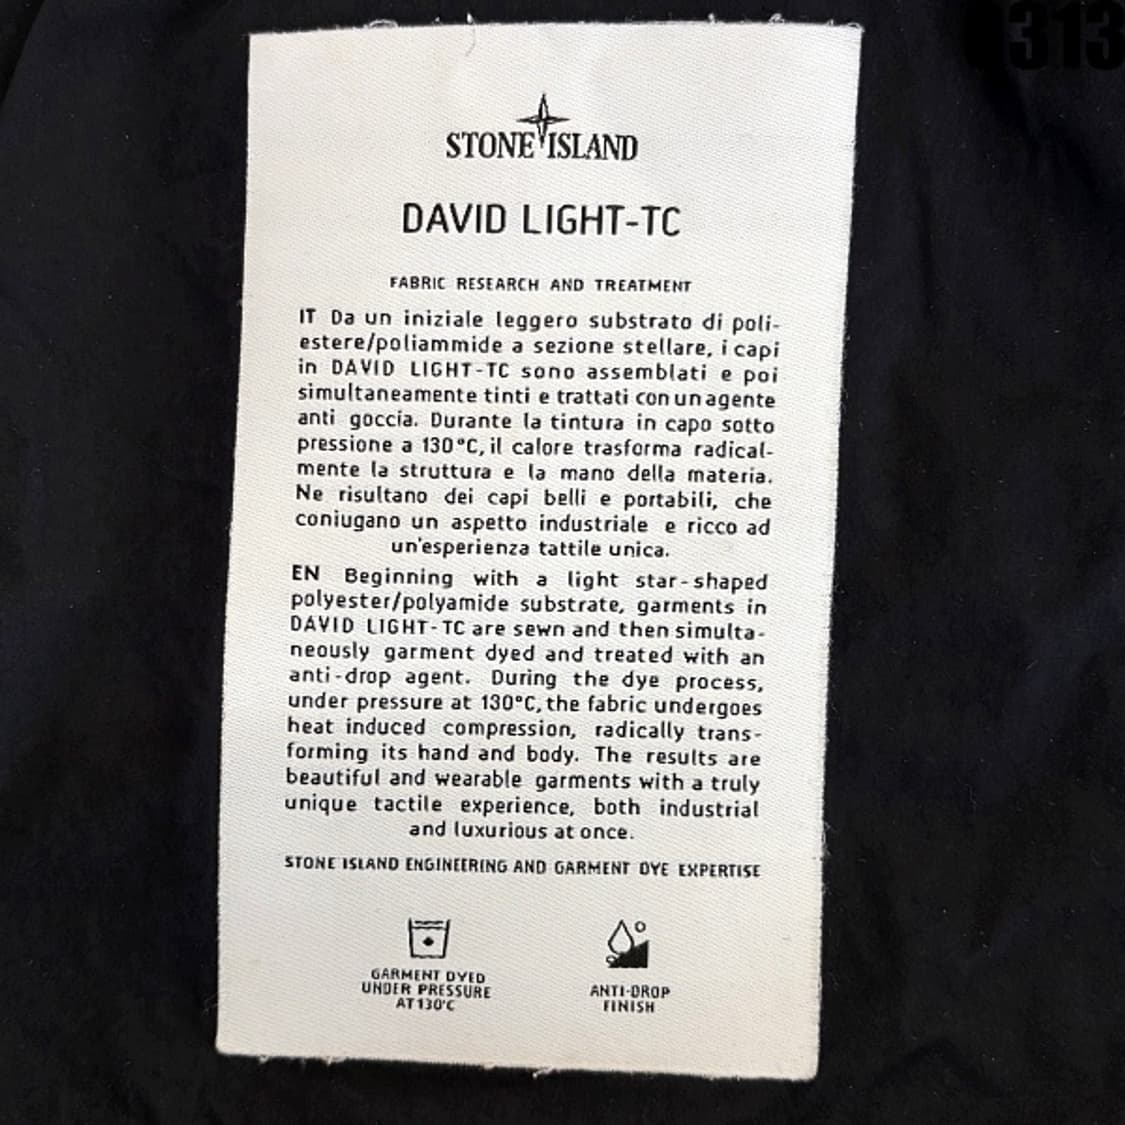 313
STONE ISLAND
DAVID LIGHT-TC
FABRIC RESEARCH AND TREATMENT
IT Da un iniziale leggero substrato di poli-
estere/poliammide a sezione stellare, i capi
in DAVID LIGHT-TC sono assemblati e poi
simultaneamente tinti e trattati con un agente
anti goccia. Durante la tintura in capo sotto
pressione a 130°C, il calore trasforma radical-
mente la struttura e la mano della materia.
Ne risultano dei capi belli e portabili, che
coniugano un aspetto industriale e ricco ad
un'esperienza tattile unica.
EN Beginning with a light star-shaped
polyester/polyamide substrate, garments in
DAVID LIGHT-TC are sewn and then simulta-
neously garment dyed and treated with an
anti-drop agent. During the dye process,
under pressure at 130°C, the fabric undergoes
heat induced compression, radically trans-
forming its hand and body. The results are
beautiful and wearable garments with a truly
unique tactile experience, both industrial
and luxurious at once.
STONE ISLAND ENGINEERING AND GARMENT DYE EXPERTISE
GARMENT DYED
UNDER PRESSURE
AT 130°C
ANTI-DROP
FINISH